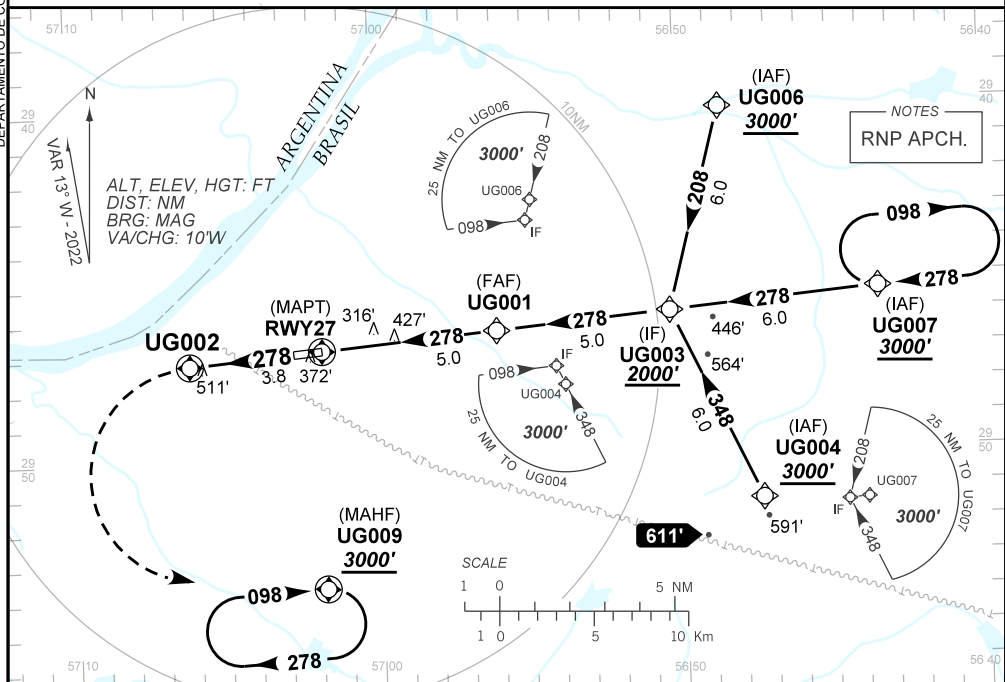 57 10
57 00
56 50
56 40
DEPARTAMENTO DE CO
N
VAR 13° W - 2022
ALT, ELEV, HGT: FT
DIST: NM
BRG: MAG
VA/CHG: 10'W
ARGENTINA
BRASIL
29
40
10NM
25 NM TO UG006
3000'
208
UG006
098
IF
(IAF)
UG006
3000'
208
6.0
29
40
NOTES
RNP APCH.
098
278
(IAF)
UG007
3000'
278
6.0
(IF)
UG003
2000'
446'
564'
(FAF)
UG001
278
5.0
278
5.0
316'
427'
(MAPT)
RWY27
372'
UG002
278
3.8
511'
098
IF
UG004
348
3000'
25 NM TO UG004
348
6.0
(IAF)
UG004
3000'
591'
29
50
208
UG007
IF
3000'
348
25 NM TO UG007
29
50
611'
(MAHF)
UG009
3000'
098
278
SCALE
1 0 5 NM
1 0 5 10 Km
57 10
57 00
56 50
56 40